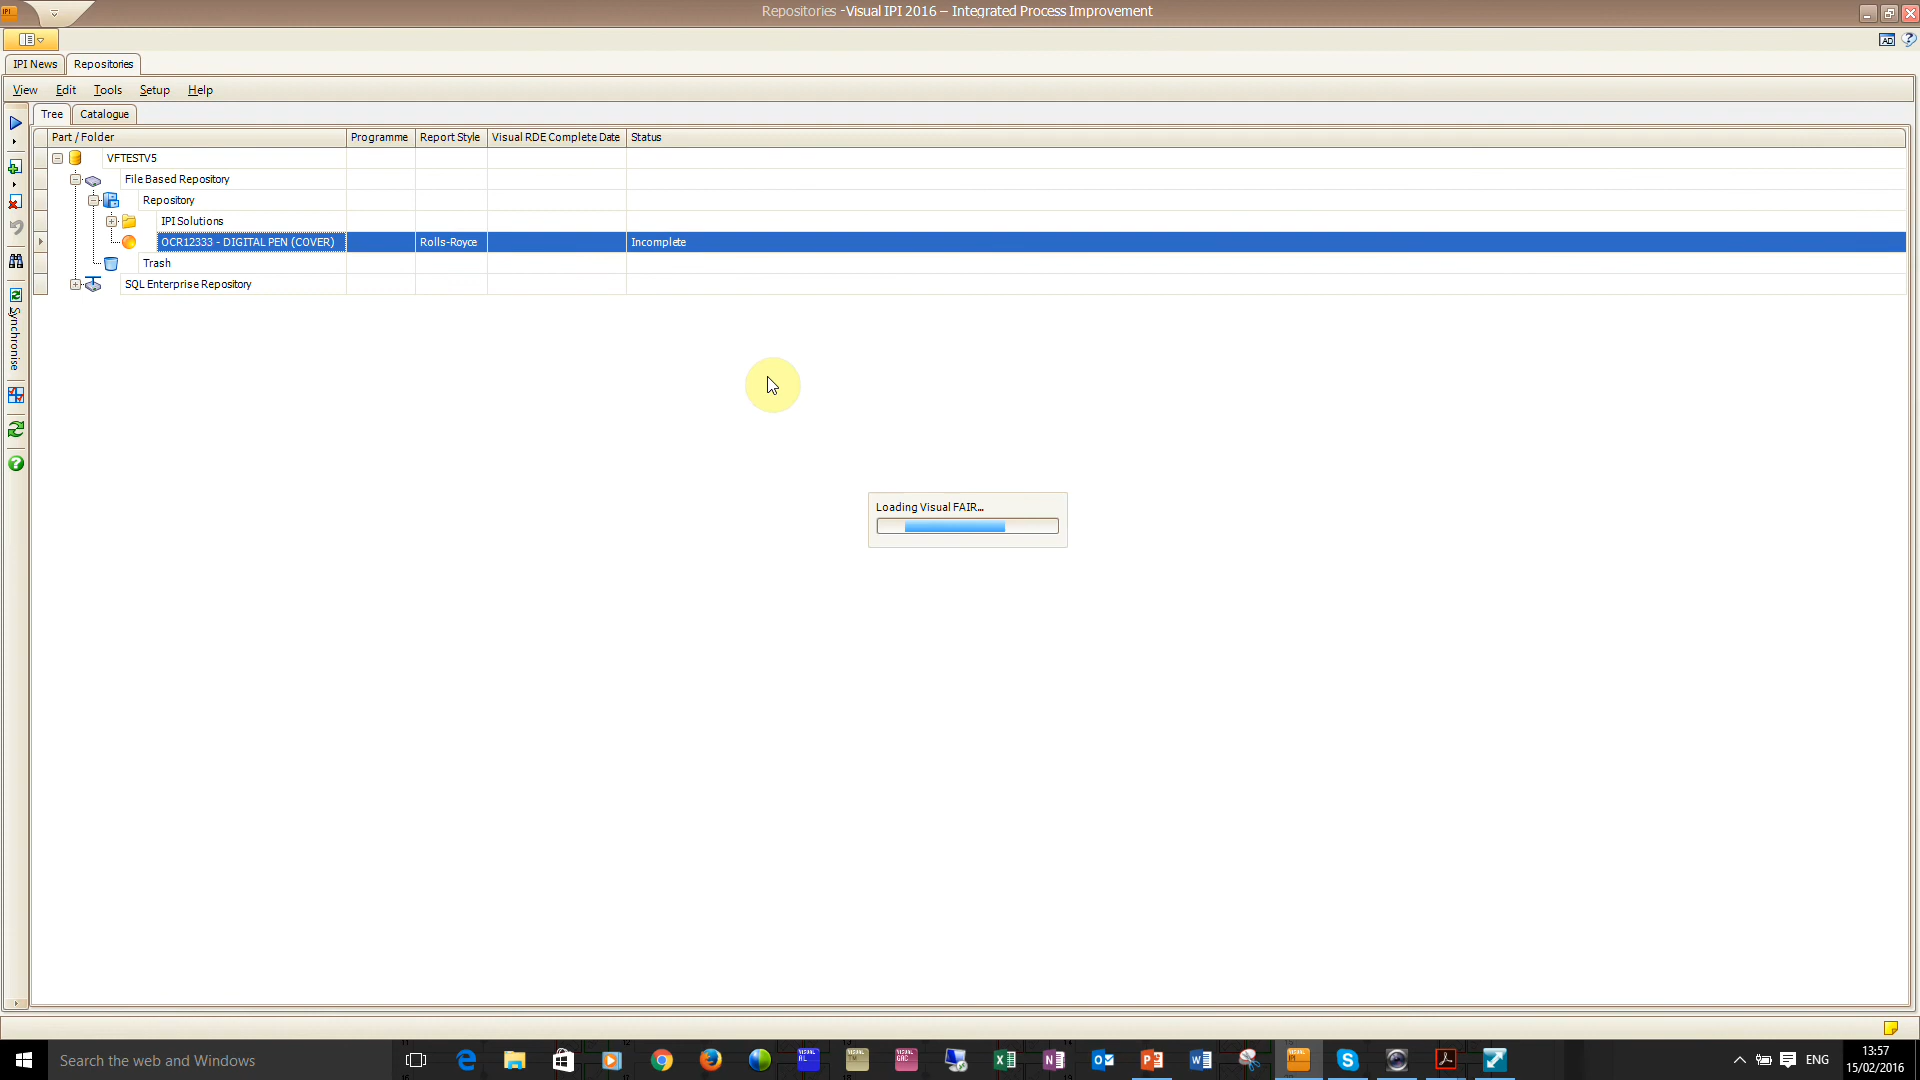 Repositories -Visual IPI 2016 – Integrated Process Improvement
IPI
AD
IPI News Repositories
View Edit Tools Setup Help
Tree Catalogue
Part / Folder Programme Report Style Visual RDE Complete Date Status
VFTESTV5
File Based Repository
Repository
IPI Solutions
OCR12333 - DIGITAL PEN (COVER) Rolls-Royce Incomplete
Trash
SQL Enterprise Repository
Synchronise
Loading Visual FAIR...
Search the web and Windows
ENG
13:57
15/02/2016